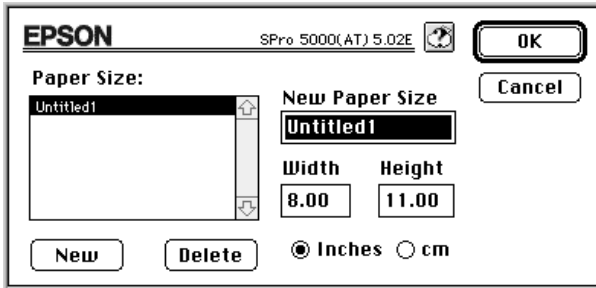 EPSON
SPro 5000(AT) 5.02E
OK
Cancel
Paper Size:
Untitled1
New Paper Size
Untitled1
Width Height
8.00 11.00
New Delete
Inches cm